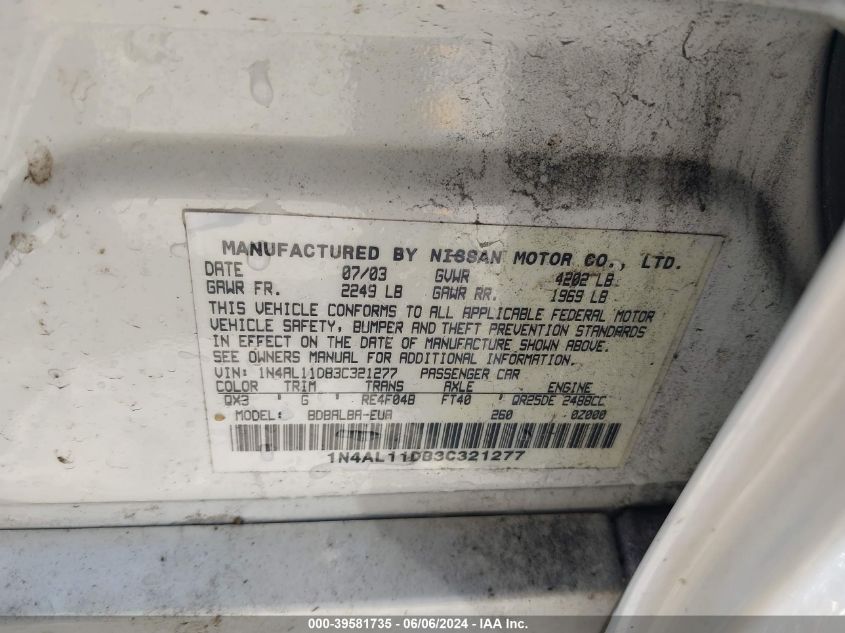 MANUFACTURED BY NISSAN MOTOR CO., LTD.
DATE 07/03 GVWR 4202 LB
GAWR FR. 2249 LB GAWR RR. 1969 LB
THIS VEHICLE CONFORMS TO ALL APPLICABLE FEDERAL MOTOR
VEHICLE SAFETY, BUMPER AND THEFT PREVENTION STANDARDS
IN EFFECT ON THE DATE OF MANUFACTURE SHOWN ABOVE.
SEE OWNERS MANUAL FOR ADDITIONAL INFORMATION.
VIN: 1N4AL11D83C321277 PASSENGER CAR
COLOR TRIM TRANS AXLE ENGINE
QX3 G RE4F04B FT40 QR25DE 2488CC
MODEL: BDBALBA-EUA 260 0Z000
1N4AL11D83C321277
000-39581735 - 06/06/2024 - IAA Inc.